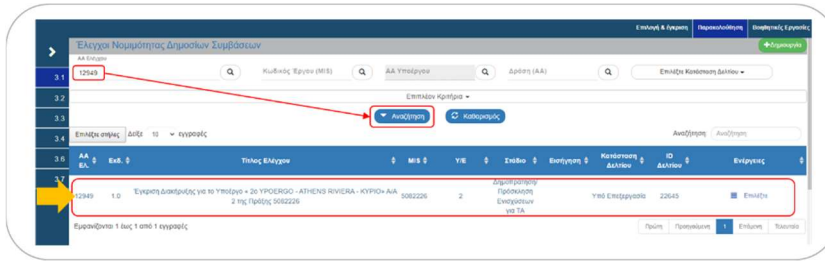 Επιλογή & έγκριση Παρακολούθηση Βοηθητικές Εργασίες
Έλεγχοι Νομιμότητας Δημοσίων Συμβάσεων
+Δημιουργία
ΑΑ Ελέγχου
12949 Κωδικός Έργου (MIS) ΑΑ Υποέργου Δράση (ΑΑ) Επιλέξτε Κατάσταση Δελτίου
3.1
Επιπλέον Κριτήρια
3.2
Αναζήτηση Καθαρισμός
3.3
Επιλέξτε στήλες Δείξε 10 εγγραφές Αναζήτηση: Αναζήτηση
3.4
ΑΑ ΕΛ. Εκδ. Τίτλος Ελέγχου MIS Υ/Ε Στάδιο Εισήγηση Κατάσταση Δελτίου ID Δελτίου Ενέργειες
3.6
3.7
12949 1.0 Έγκριση Διακήρυξης για το Υποέργο « 2ο YPOERGO - ATHENS RIVIERA - ΚΥΡΙΟ» Α/Α 2 της Πράξης 5082226 5082226 2 Δημοπράτηση/ Πρόσκληση Ενισχύσεων για ΤΑ Υπό Επεξεργασία 22643 Επιλέξτε
Εμφανίζονται 1 έως 1 από 1 εγγραφές Πρώτη Προηγούμενη 1 Επόμενη Τελευταία